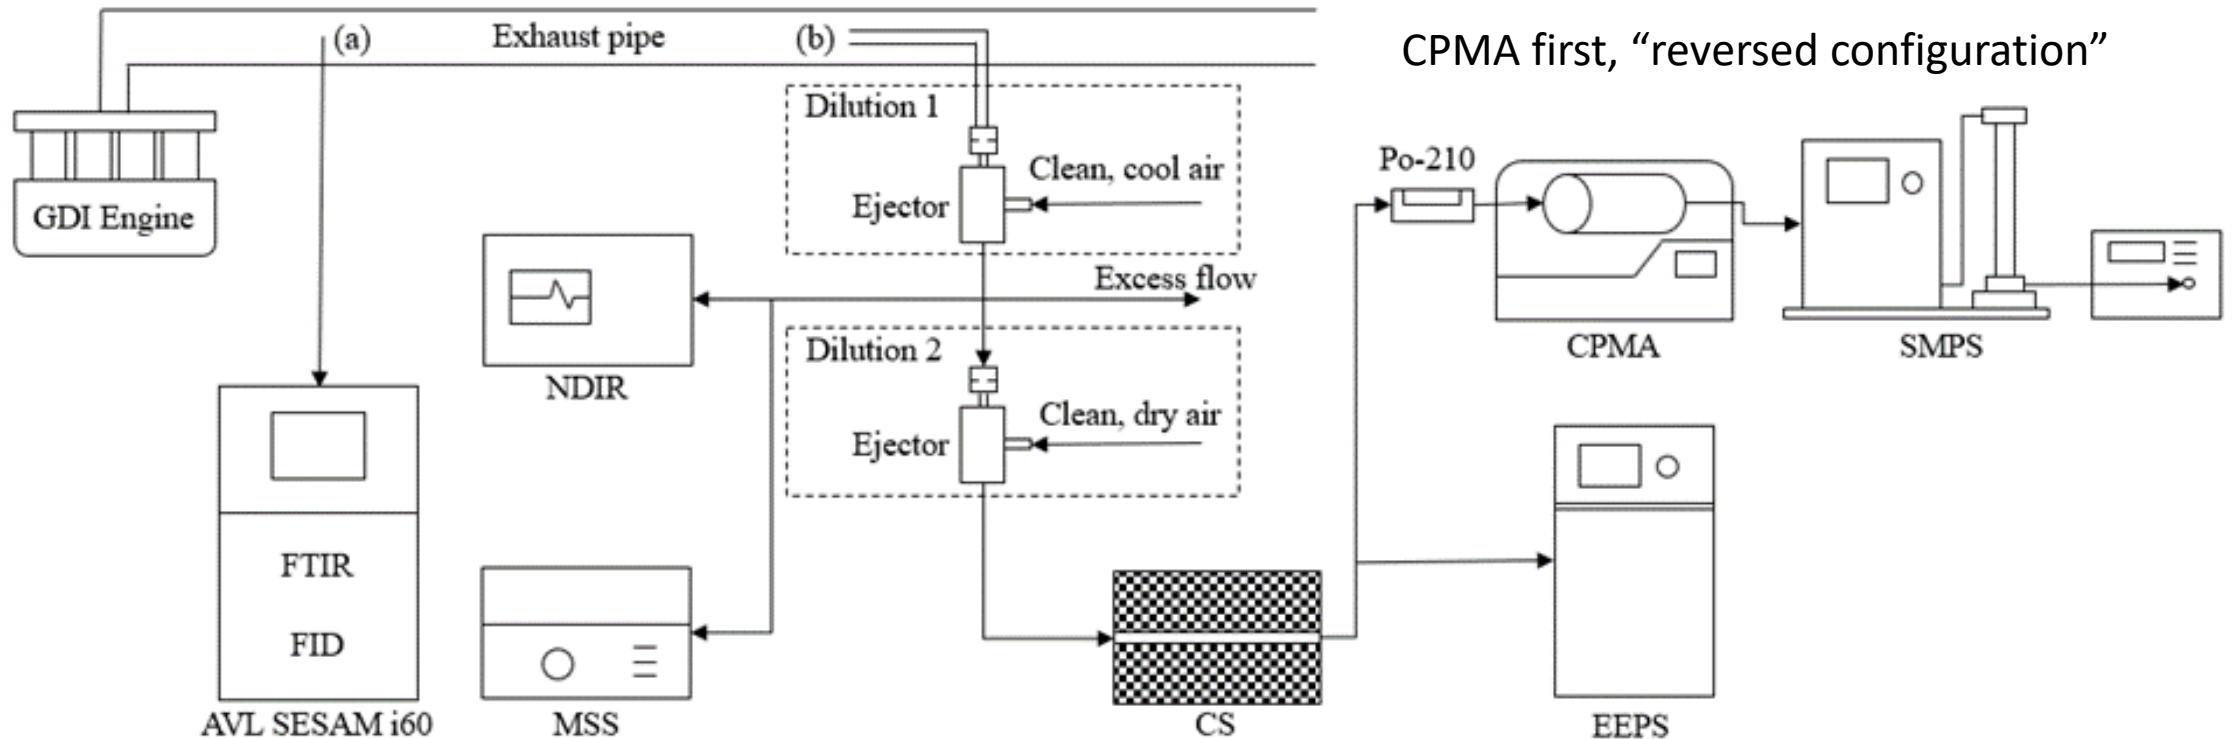 (a)
Exhaust pipe
(b)
CPMA first, “reversed configuration”
Dilution 1
Clean, cool air
Ejector
GDI Engine
Po-210
CPMA
SMPS
Excess flow
NDIR
Dilution 2
Clean, dry air
Ejector
FTIR
FID
AVL SESAM i60
MSS
CS
EEPS